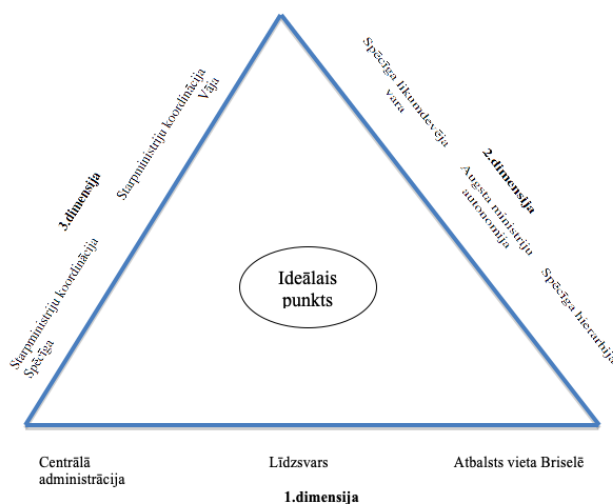 Starpministriju koordinācija
Vāja
3.dimensija
Starpministriju koordinācija
Spēcīga
Spēcīga likumdevēja
vara
2.dimensija
Augsta ministriju
autonomija
Spēcīga hierarhija
Ideālais
punkts
Centrālā
administrācija
Līdzsvars
Atbalsts vieta Briselē
1.dimensija